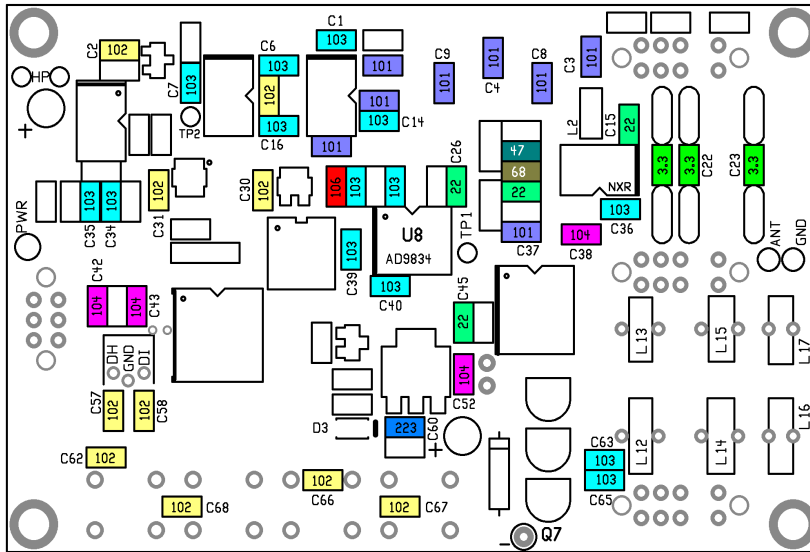 C1
C2
102
C6
103
C9
C8
C3
101
101
101
101
101
HP
C7
103
102
101
103
C14
TP2
+
103
C16
101
L2
C15
22
47
68
22
101
C37
3.3
3.3
C22
C23
3.3
NXR
103
C36
104
C38
C26
22
106
103
103
C30
102
102
C31
103
103
C35
C34
PWR
U8
AD9834
TP1
103
C39
103
C40
ANT
GND
C42
104
104
C43
C45
22
DH
GND
DI
L13
L15
L17
C57
102
102
C58
104
C52
D3
223
C60
+
C62
102
C63
103
103
C65
L12
L14
L16
102
C66
102
C68
102
C67
Q7
-